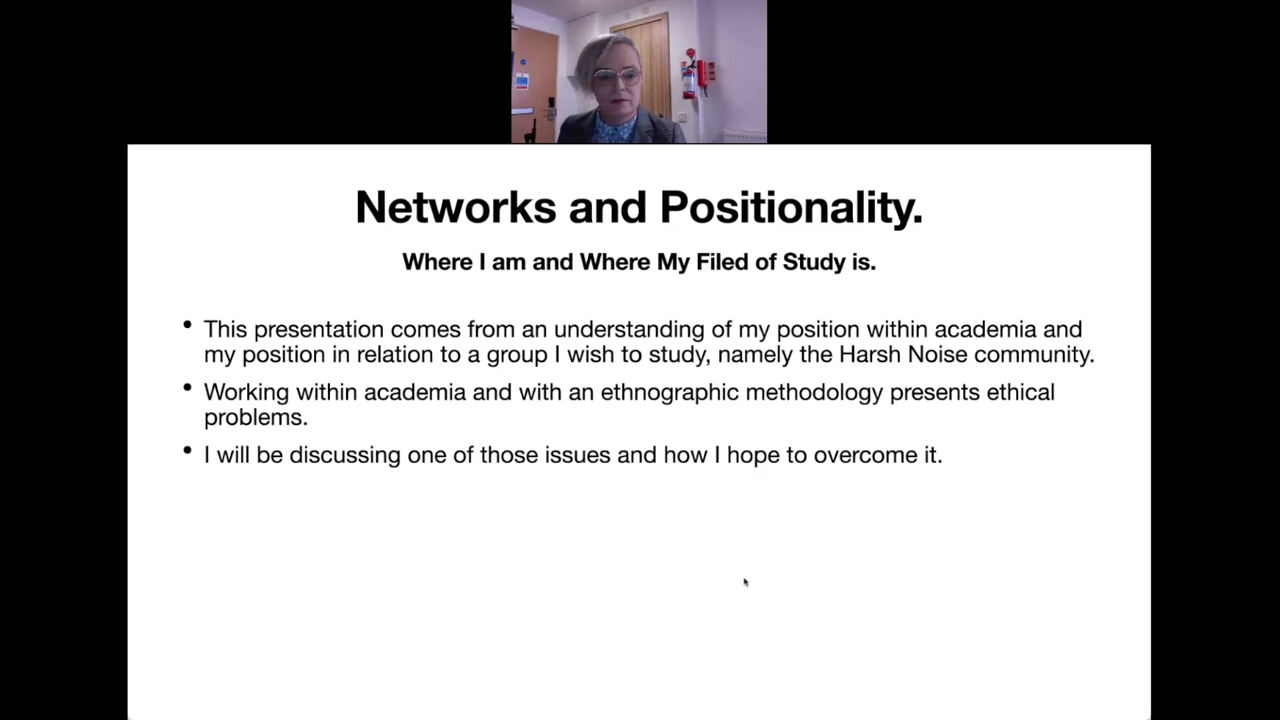 Networks and Positionality.
Where I am and Where My Filed of Study is.
• This presentation comes from an understanding of my position within academia and
my position in relation to a group I wish to study, namely the Harsh Noise community.
• Working within academia and with an ethnographic methodology presents ethical
problems.
• I will be discussing one of those issues and how I hope to overcome it.